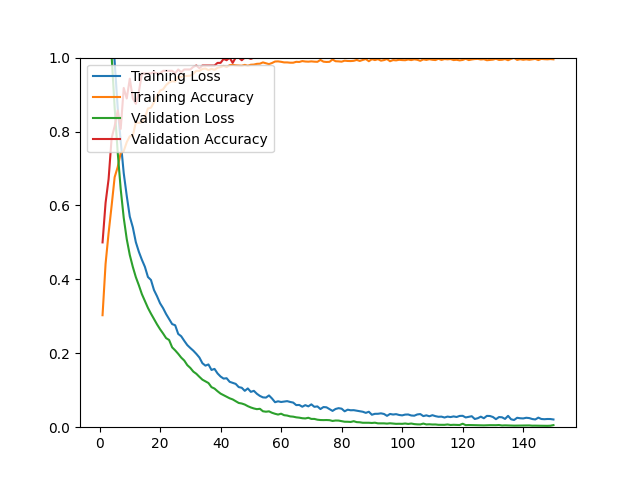 1.0
0.8
0.6
0.4
0.2
0.0
Training Loss
Training Accuracy
Validation Loss
Validation Accuracy
0 20 40 60 80 100 120 140